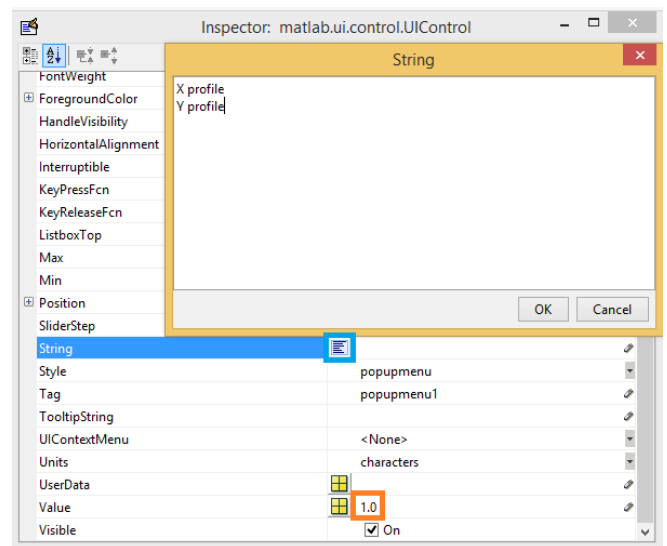 Inspector: matlab.ui.control.UIControl
String
X profile
Y profile
OK Cancel
FontWeight
ForegroundColor
HandleVisibility
HorizontalAlignment
Interruptible
KeyPressFcn
KeyReleaseFcn
ListboxTop
Max
Min
Position
SliderStep
String
Style popupmenu
Tag popupmenu1
TooltipString
UIContextMenu <None>
Units characters
UserData
Value 1.0
Visible On